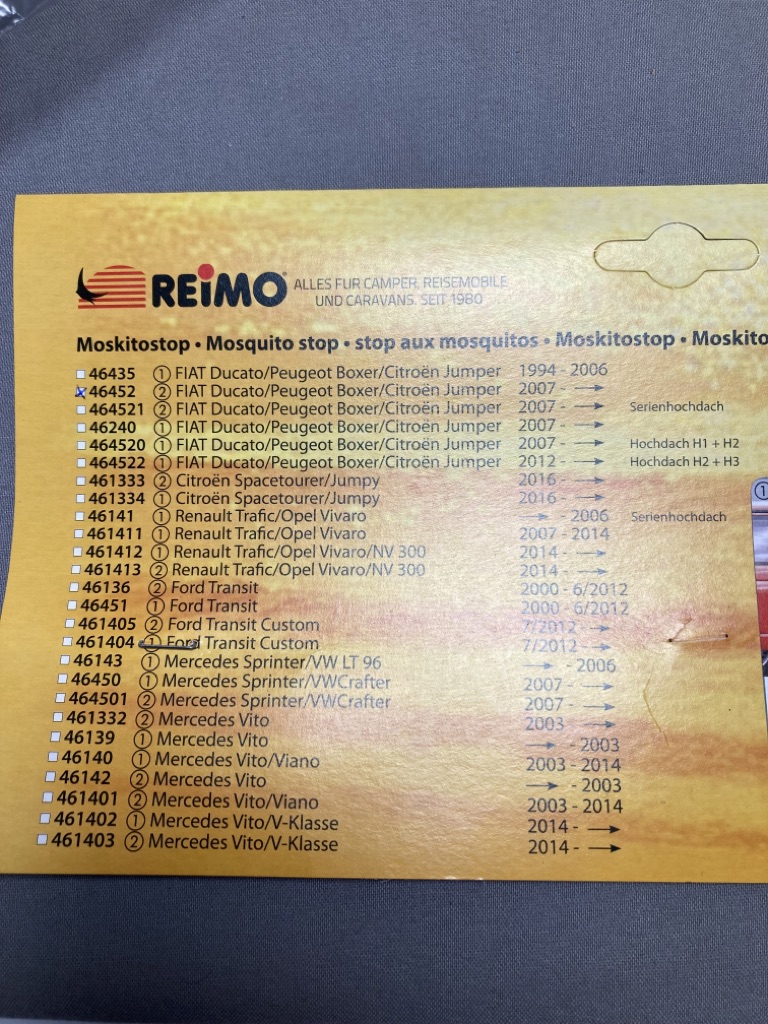 REIMO® ALLES FÜR CAMPER, REISEMOBILE
UND CARAVANS. SEIT 1980
Moskitostop • Mosquito stop • stop aux mosquitos • Moskitostop • Moskito
☐ 46435 ① FIAT Ducato/Peugeot Boxer/Citroën Jumper 1994 - 2006
☒ 46452 ② FIAT Ducato/Peugeot Boxer/Citroën Jumper 2007 - →
☐ 464521 ② FIAT Ducato/Peugeot Boxer/Citroën Jumper 2007 - → Serienhochdach
☐ 46240 ① FIAT Ducato/Peugeot Boxer/Citroën Jumper 2007 - →
☐ 464520 ① FIAT Ducato/Peugeot Boxer/Citroën Jumper 2007 - → Hochdach H1 + H2
☐ 464522 ① FIAT Ducato/Peugeot Boxer/Citroën Jumper 2012 - → Hochdach H2 + H3
☐ 461333 ② Citroën Spacetourer/Jumpy 2016 - →
☐ 461334 ① Citroën Spacetourer/Jumpy 2016 - →
☐ 46141 ① Renault Trafic/Opel Vivaro → - 2006 Serienhochdach
☐ 461411 ① Renault Trafic/Opel Vivaro 2007 - 2014
☐ 461412 ① Renault Trafic/Opel Vivaro/NV 300 2014 - →
☐ 461413 ② Renault Trafic/Opel Vivaro/NV 300 2014 - →
☐ 46136 ② Ford Transit 2000 - 6/2012
☐ 46451 ① Ford Transit 2000 - 6/2012
☐ 461405 ② Ford Transit Custom 7/2012 - →
☐ 461404 ① Ford Transit Custom 7/2012 - →
☐ 46143 ① Mercedes Sprinter/VW LT 96 → - 2006
☐ 46450 ① Mercedes Sprinter/VWCrafter 2007 - →
☐ 464501 ② Mercedes Sprinter/VWCrafter 2007 - →
☐ 461332 ② Mercedes Vito 2003 - →
☐ 46139 ① Mercedes Vito → - 2003
☐ 46140 ① Mercedes Vito/Viano 2003 - 2014
☐ 46142 ② Mercedes Vito → - 2003
☐ 461401 ② Mercedes Vito/Viano 2003 - 2014
☐ 461402 ① Mercedes Vito/V-Klasse 2014 - →
☐ 461403 ② Mercedes Vito/V-Klasse 2014 - →
①